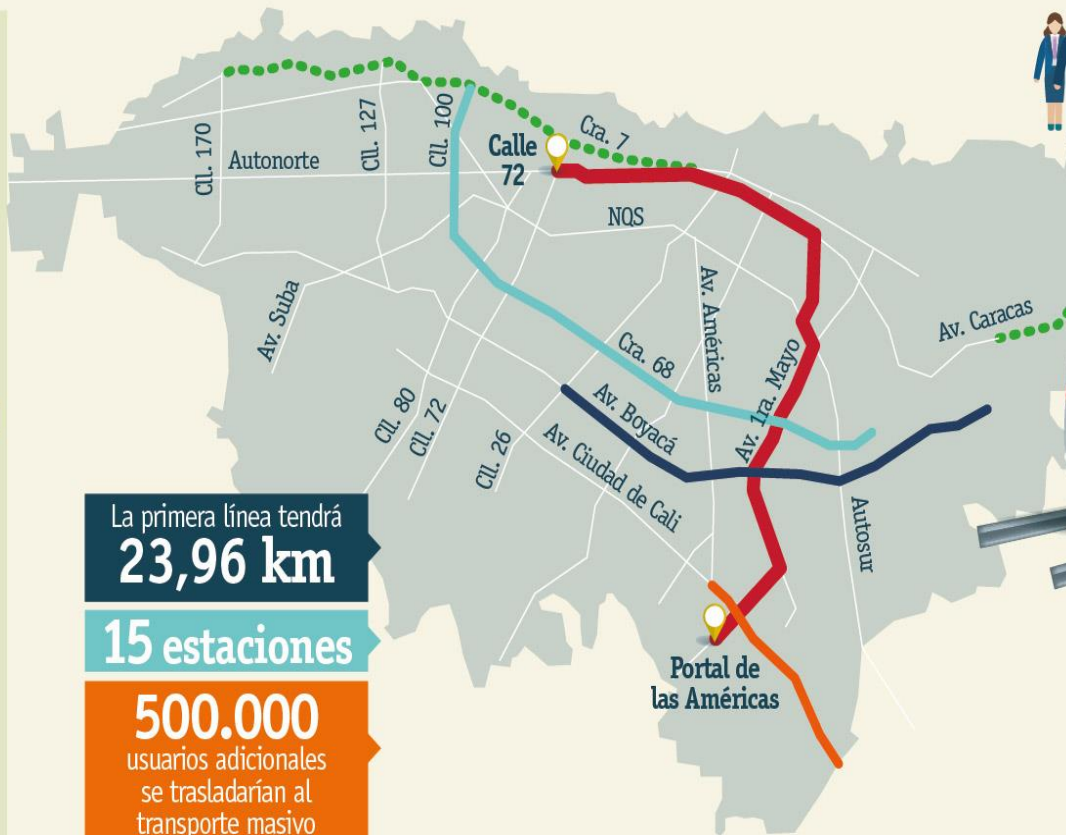 Cll. 170
Autonorte
Cll. 127
Cll. 100
Calle
72
Cra. 7
NQS
Av. Suba
Av. Américas
Av. Caracas
Cra. 68
Av. 1ra. Mayo
Av. Boyacá
Cll. 80
Cll. 72
Cll. 26
Av. Ciudad de Cali
Autosur
Portal de
las Américas
La primera línea tendrá
23,96 km
15 estaciones
500.000
usuarios adicionales
se trasladarían al
transporte masivo